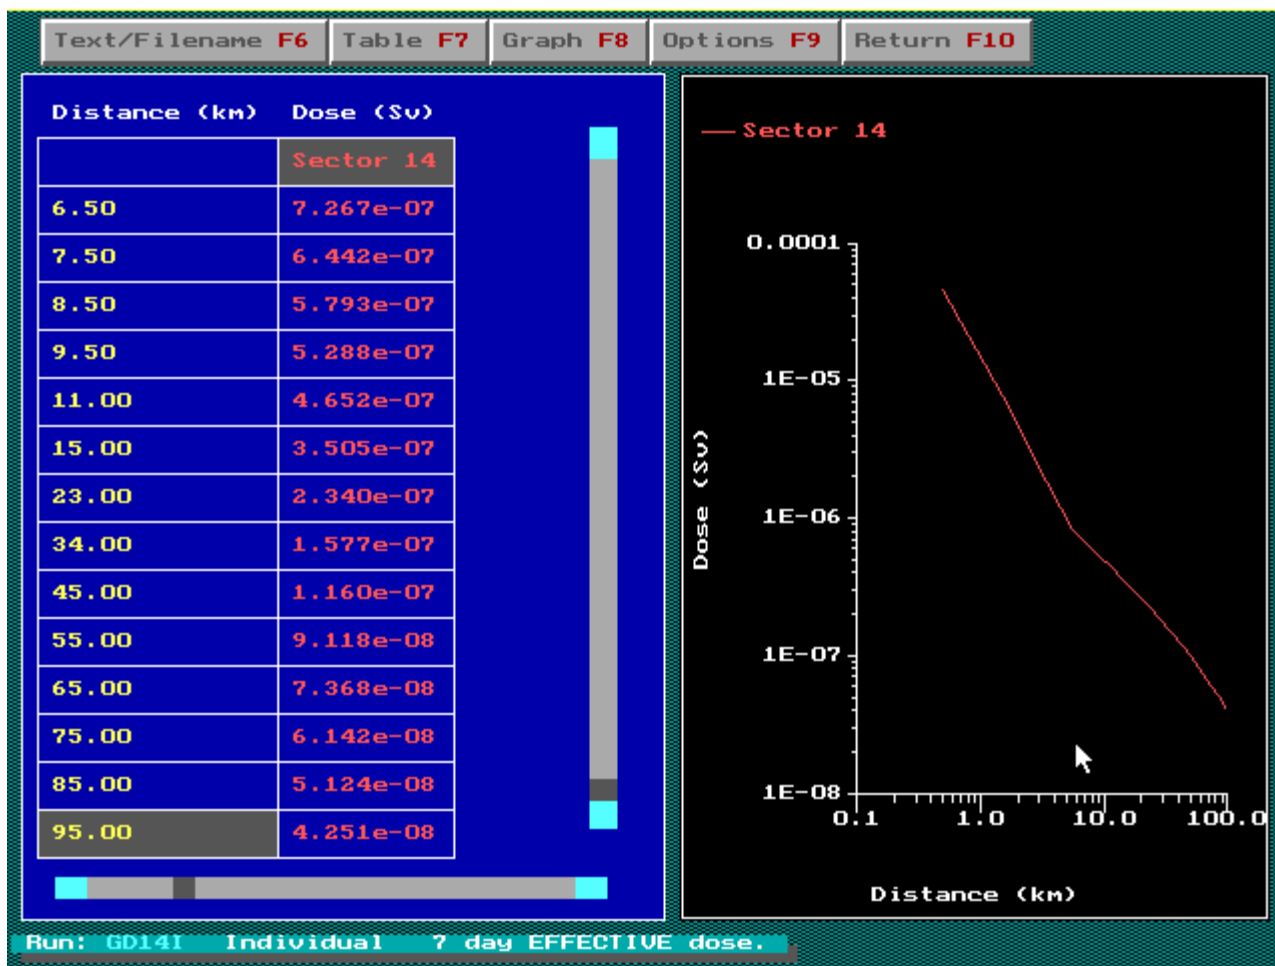 Text/Filename F6 Table F7 Graph F8 Options F9 Return F10
Distance (km) Dose (Sv)
Sector 14
6.50 7.267e-07
7.50 6.442e-07
8.50 5.793e-07
9.50 5.288e-07
11.00 4.652e-07
15.00 3.505e-07
23.00 2.340e-07
34.00 1.577e-07
45.00 1.160e-07
55.00 9.118e-08
65.00 7.368e-08
75.00 6.142e-08
85.00 5.124e-08
95.00 4.251e-08
Sector 14
0.0001
1E-05
1E-06
1E-07
1E-08
Dose (Sv)
0.1 1.0 10.0 100.0
Distance (km)
Run: GD14I Individual 7 day EFFECTIVE dose.